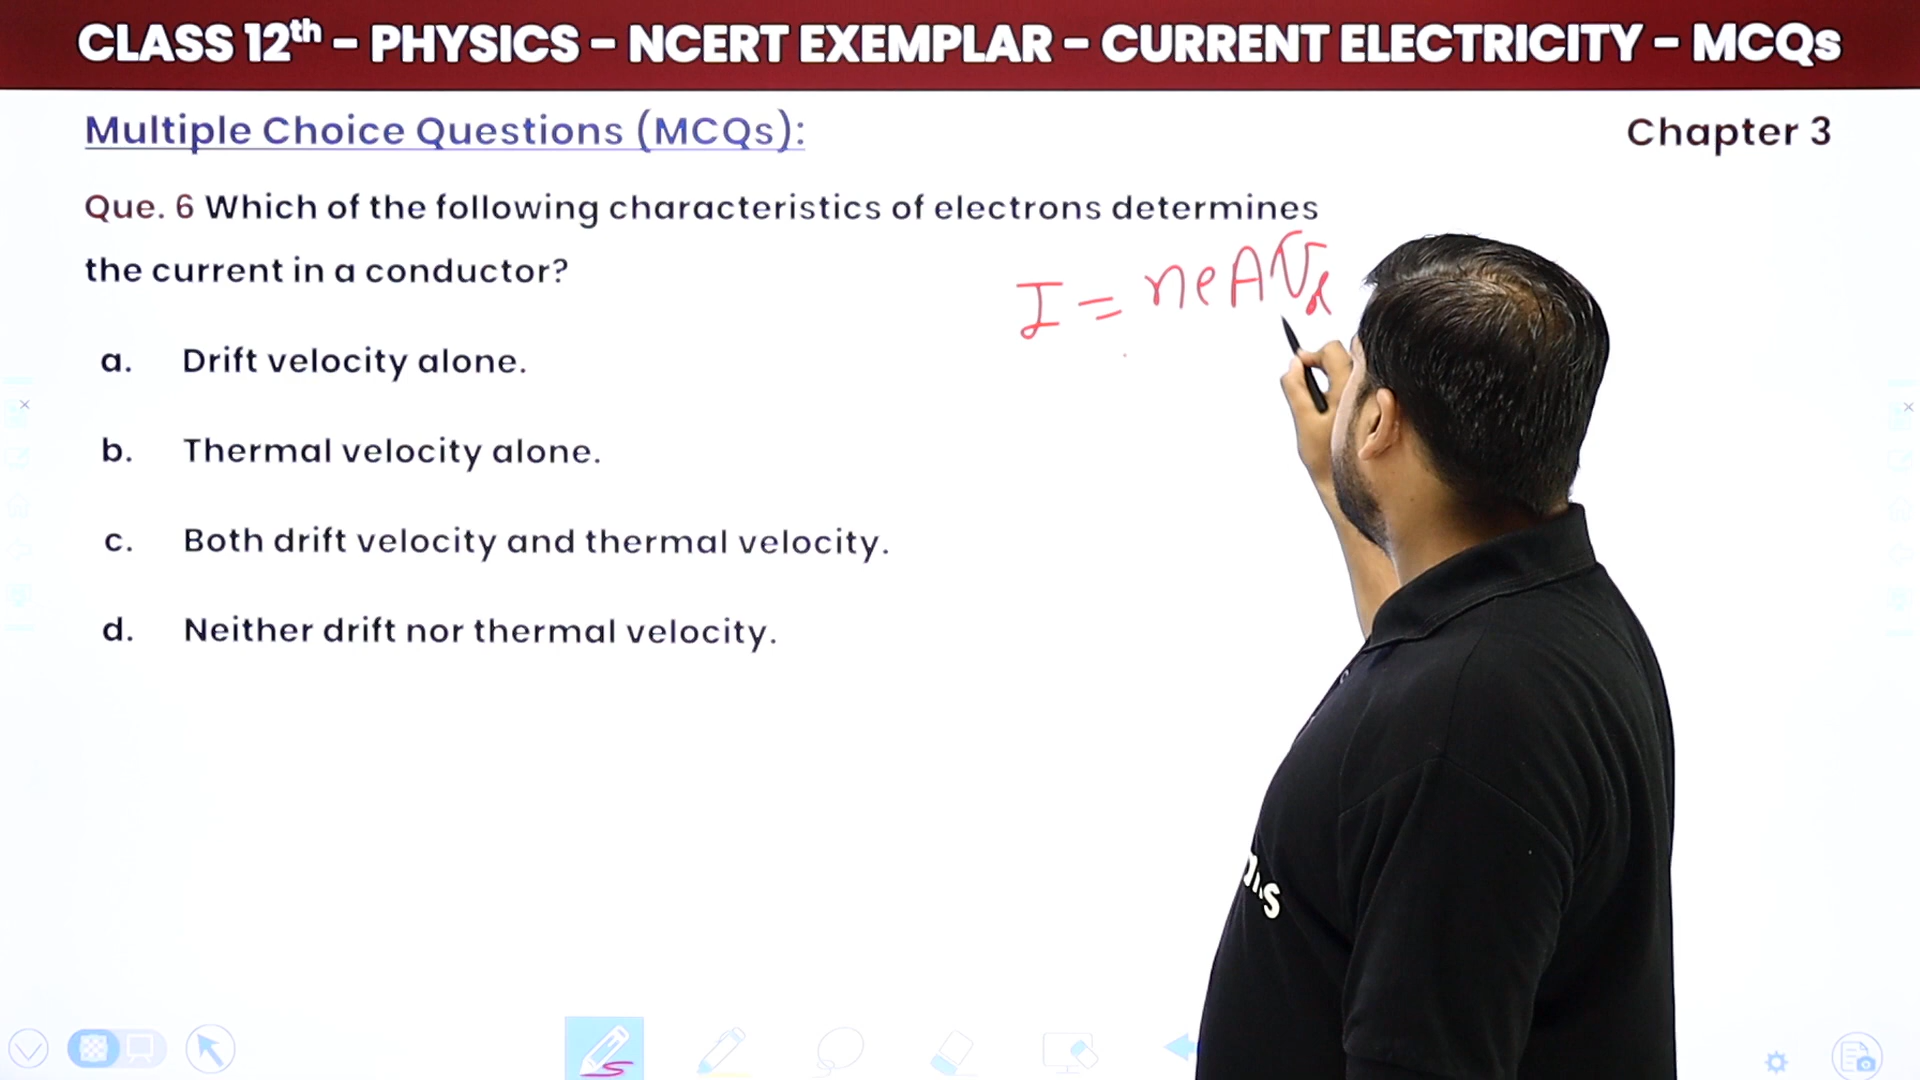 CLASS 12th - PHYSICS - NCERT EXEMPLAR - CURRENT ELECTRICITY - MCQs
Multiple Choice Questions (MCQs):
Chapter 3
Que. 6 Which of the following characteristics of electrons determines
the current in a conductor?
I = neAVd
a. Drift velocity alone.
b. Thermal velocity alone.
c. Both drift velocity and thermal velocity.
d. Neither drift nor thermal velocity.